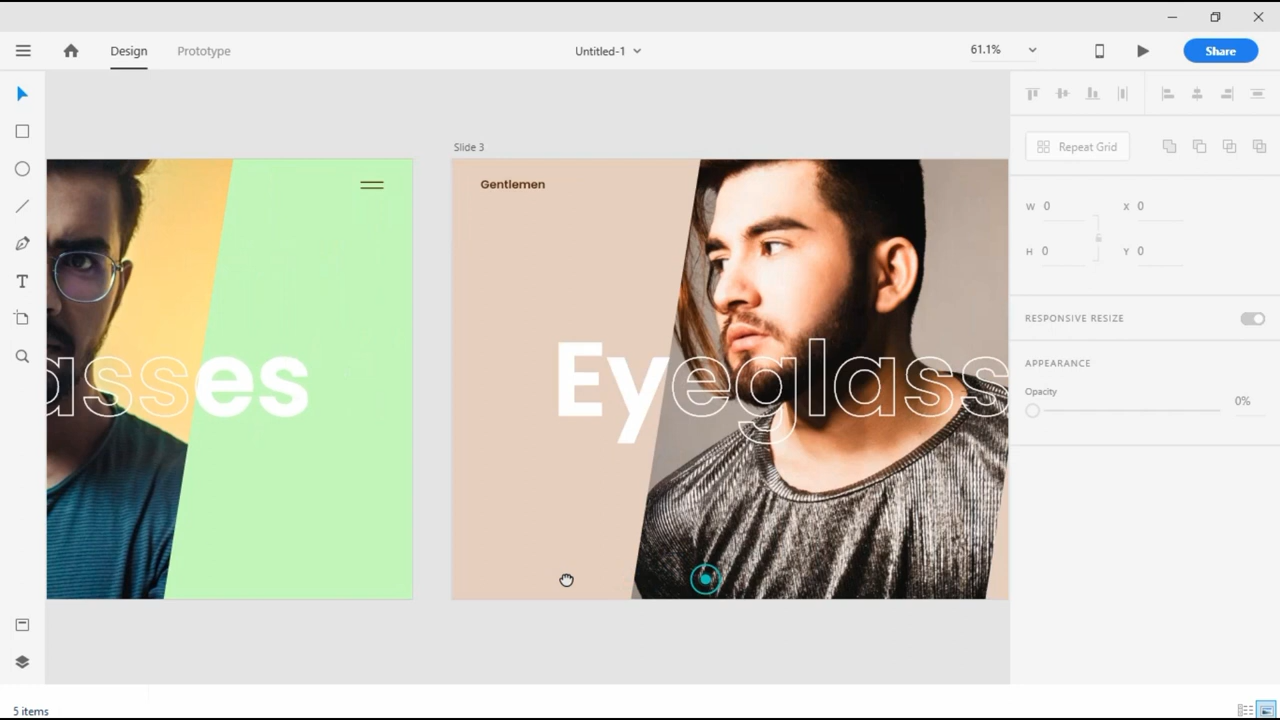 Design
Prototype
Untitled-1
61.1%
Share
Slide 3
Gentlemen
asses
Eyeglass
Repeat Grid
W 0
X 0
H 0
Y 0
RESPONSIVE RESIZE
APPEARANCE
Opacity
0%
5 items